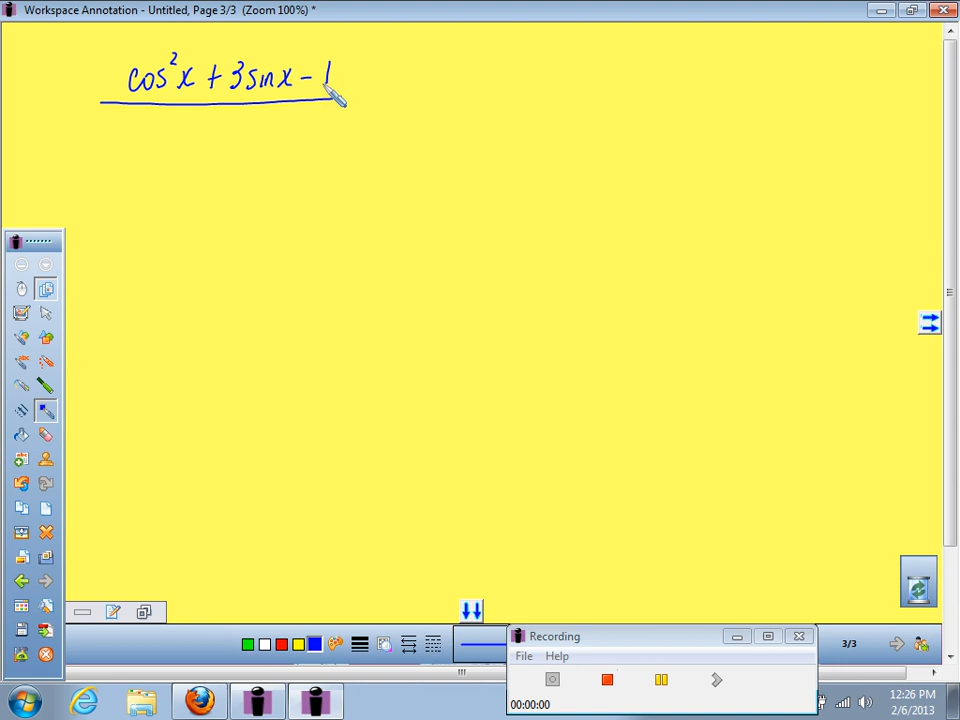 Workspace Annotation - Untitled, Page 3/3 (Zoom 100%) *
cos²x + 3sinx - 1
Recording
File Help
00:00:00
3/3
12:26 PM
2/6/2013